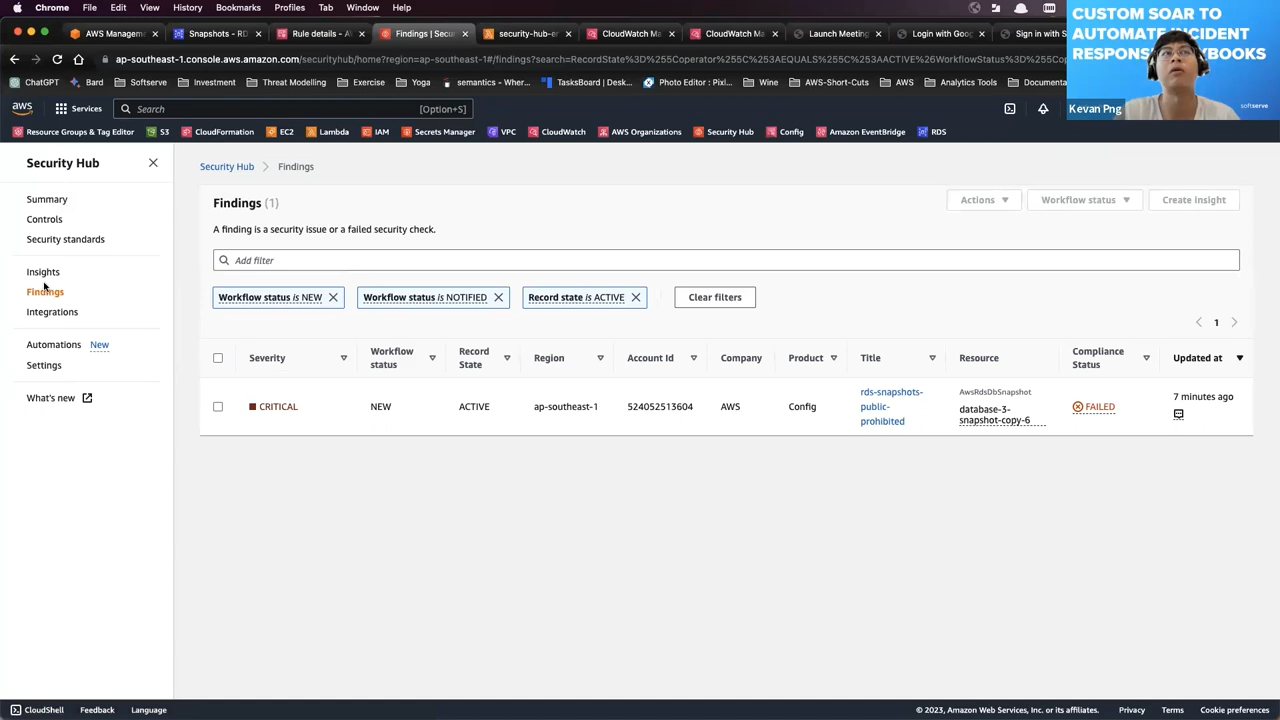 Chrome File Edit View History Bookmarks Profiles Tab Window Help
AWS Managemen Snapshots - RD Rule details - AW Findings | Secu security-hub-e CloudWatch Ma CloudWatch Ma Launch Meeting Login with Goo Sign in with S
ap-southeast-1.console.aws.amazon.com/securityhub/home?region=ap-southeast-1#/findings?search=RecordState%3D%255Coperator%255C%253AEQUALS%255C%253AACTIVE%26WorkflowStatus%3D%255Co
ChatGPT Bard Softserve Investment Threat Modelling Exercise Yoga semantics - Wher... TasksBoard | Desk... Photo Editor : Pixl... Wine AWS-Short-Cuts AWS Analytics Tools Documenta
CUSTOM SOAR TO
AUTOMATE INCIDENT
Kevan Png
softserve
aws Services Search [Option+S]
Resource Groups & Tag Editor S3 CloudFormation EC2 Lambda IAM Secrets Manager VPC CloudWatch AWS Organizations Security Hub Config Amazon EventBridge RDS
Security Hub
Summary
Controls
Security standards
Insights
Findings
Integrations
Automations New
Settings
What's new
Security Hub > Findings
Findings (1)
Actions Workflow status Create insight
A finding is a security issue or a failed security check.
Add filter
Workflow status is NEW Workflow status is NOTIFIED Record state is ACTIVE Clear filters
1
Severity Workflow status Record State Region Account Id Company Product Title Resource Compliance Status Updated at
CRITICAL NEW ACTIVE ap-southeast-1 524052513604 AWS Config rds-snapshots-public-prohibited AwsRdsDbSnapshot database-3-snapshot-copy-6 FAILED 7 minutes ago
CloudShell Feedback Language © 2023, Amazon Web Services, Inc. or its affiliates. Privacy Terms Cookie preferences